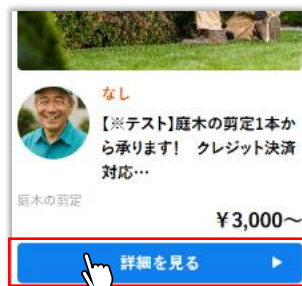 なし
【※テスト】庭木の剪定1本か
ら承ります！　クレジット決済
対応…
庭木の剪定
￥3,000～
詳細を見る